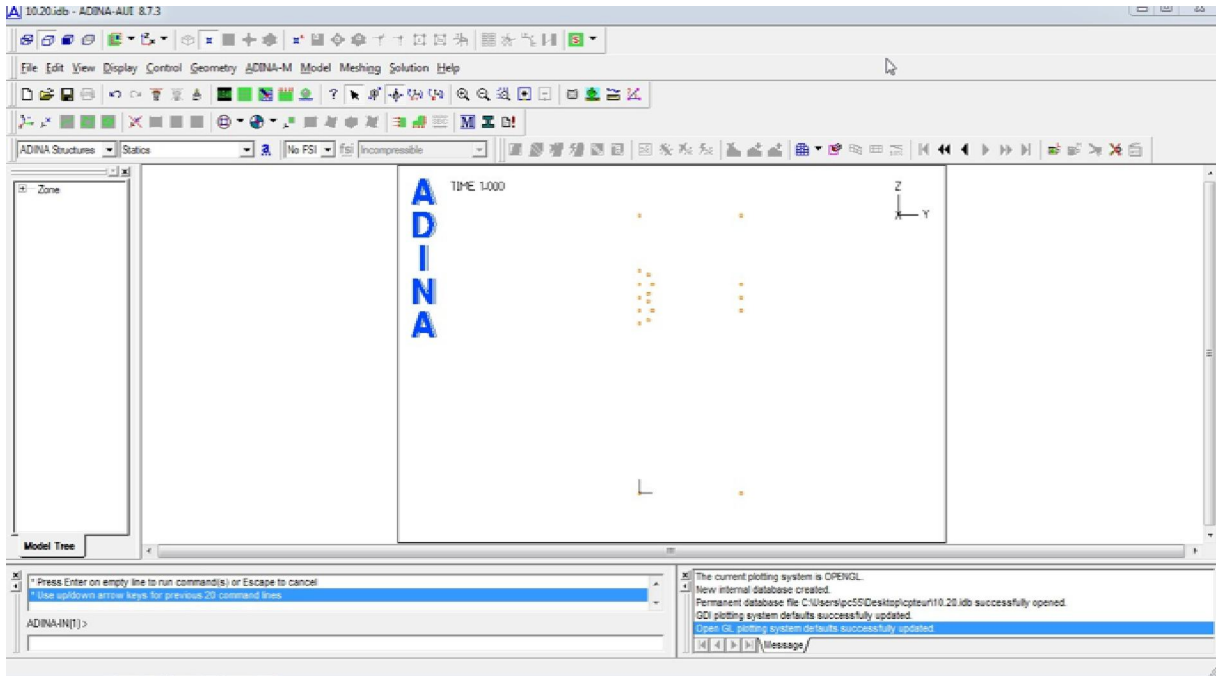 10.20.idb - ADINA-AUI 8.7.3
File Edit View Display Control Geometry ADINA-M Model Meshing Solution Help
ADINA Structures Statics No FSI fsi Incompressible
Zone
ADINA
TIME 1.000
Z
X Y
Model Tree
* Press Enter on empty line to run command(s) or Escape to cancel
* Use up/down arrow keys for previous 20 command lines
ADINA-IN(1)>
The current plotting system is OPENGL.
New internal database created.
Permanent database file C:\Users\pc55\Desktop\cpteur\10.20.idb successfully opened.
GDI plotting system defaults successfully updated.
Open GL plotting system defaults successfully updated.
Message